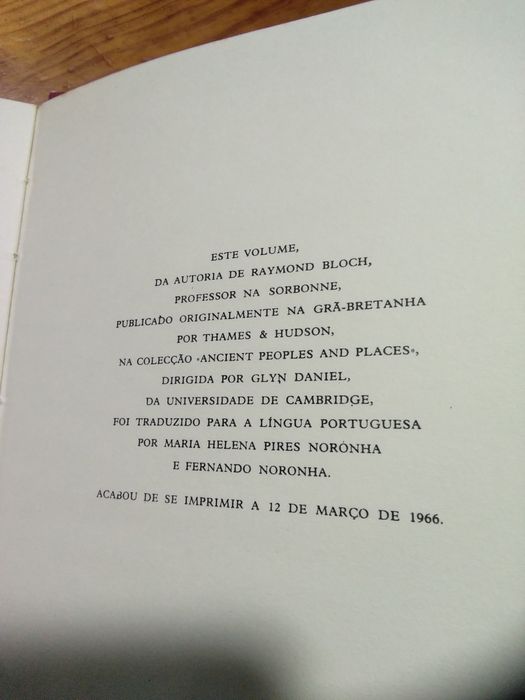 ESTE VOLUME,
DA AUTORIA DE RAYMOND BLOCH,
PROFESSOR NA SORBONNE,
PUBLICADO ORIGINALMENTE NA GRÃ-BRETANHA
POR THAMES & HUDSON,
NA COLECÇÃO «ANCIENT PEOPLES AND PLACES»,
DIRIGIDA POR GLYN DANIEL,
DA UNIVERSIDADE DE CAMBRIDGE,
FOI TRADUZIDO PARA A LÍNGUA PORTUGUESA
POR MARIA HELENA PIRES NORONHA
E FERNANDO NORONHA.
ACABOU DE SE IMPRIMIR A 12 DE MARÇO DE 1966.